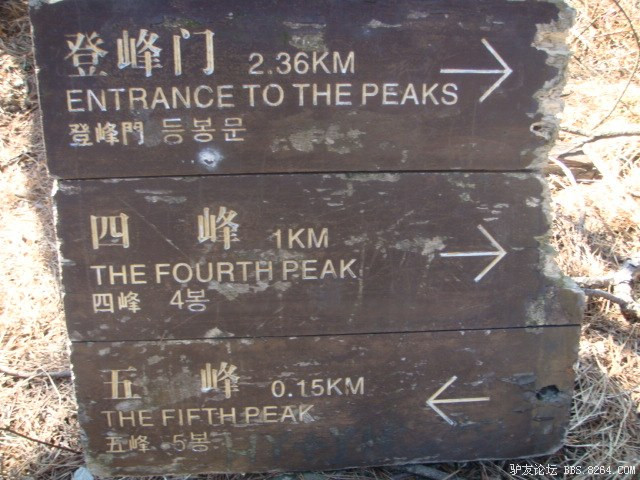 登峰门 2.36KM
ENTRANCE TO THE PEAKS
登峰門 등봉문
四 峰 1KM
THE FOURTH PEAK
四峰 4봉
五 峰 0.15KM
THE FIFTH PEAK
五峰 5봉
驴友论坛 BBS.8264.COM